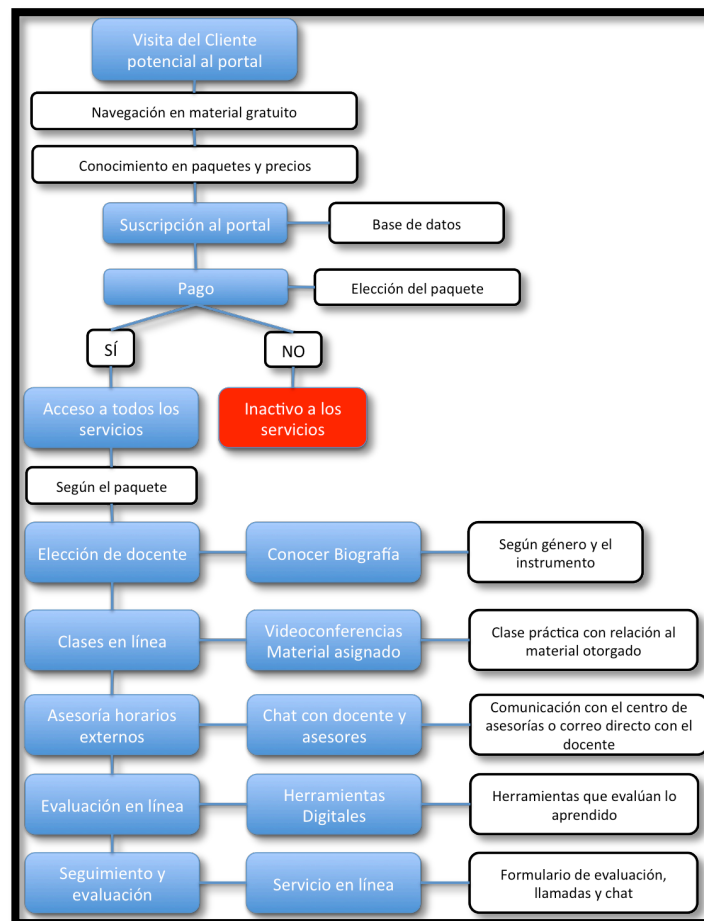 Visita del Cliente
potencial al portal
Navegación en material gratuito
Conocimiento en paquetes y precios
Suscripción al portal
Base de datos
Pago
Elección del paquete
SÍ
NO
Acceso a todos los
servicios
Inactivo a los
servicios
Según el paquete
Elección de docente
Conocer Biografía
Según género y el
instrumento
Clases en línea
Videoconferencias
Material asignado
Clase práctica con relación al
material otorgado
Asesoría horarios
externos
Chat con docente y
asesores
Comunicación con el centro de
asesorías o correo directo con el
docente
Evaluación en línea
Herramientas
Digitales
Herramientas que evalúan lo
aprendido
Seguimiento y
evaluación
Servicio en línea
Formulario de evaluación,
llamadas y chat